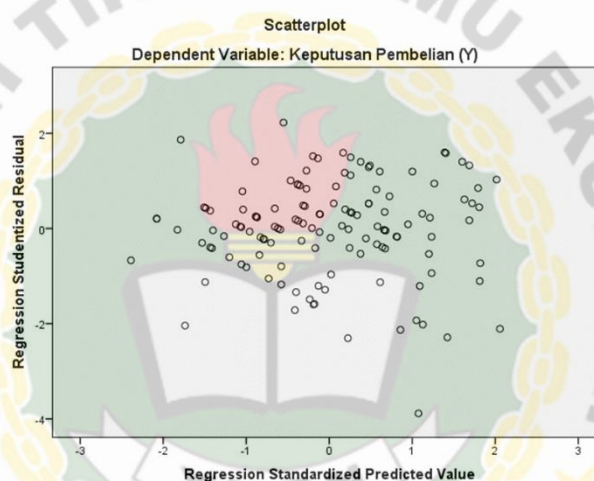 Scatterplot
Dependent Variable: Keputusan Pembelian (Y)
Regression Studentized Residual
2
0
-2
-4
-3 -2 -1 0 1 2 3
Regression Standardized Predicted Value